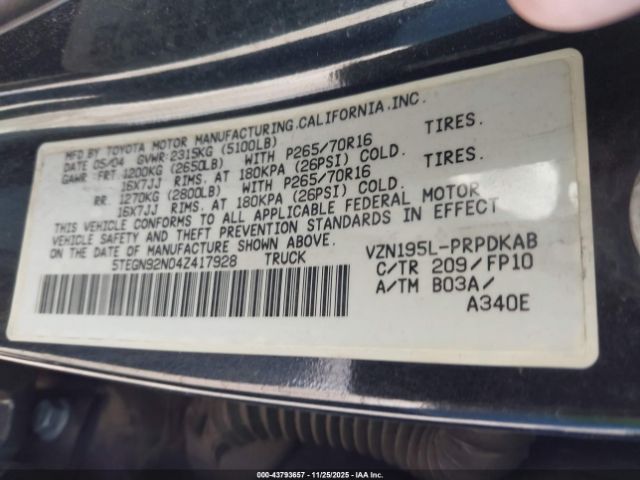 MFD BY TOYOTA MOTOR MANUFACTURING.CALIFORNIA.INC.
DATE 05/04 GVWR 2315KG (5100LB)
GAWR FRT 1200KG (2650LB) WITH P265/70R16 TIRES.
16X7JJ RIMS. AT 180KPA (26PSI) COLD.
RR 1270KG (2800LB) WITH P265/70R16 TIRES.
16X7JJ RIMS. AT 180KPA (26PSI) COLD.
THIS VEHICLE CONFORMS TO ALL APPLICABLE FEDERAL MOTOR
VEHICLE SAFETY AND THEFT PREVENTION STANDARDS IN EFFECT
ON THE DATE OF MANUFACTURE SHOWN ABOVE.
5TEGN92N04Z417928 TRUCK
VZN195L-PRPDKAB
C/TR 209/FP10
A/TM B03A/
A340E
©00-43793657 11/25/2025 IAA Inc.